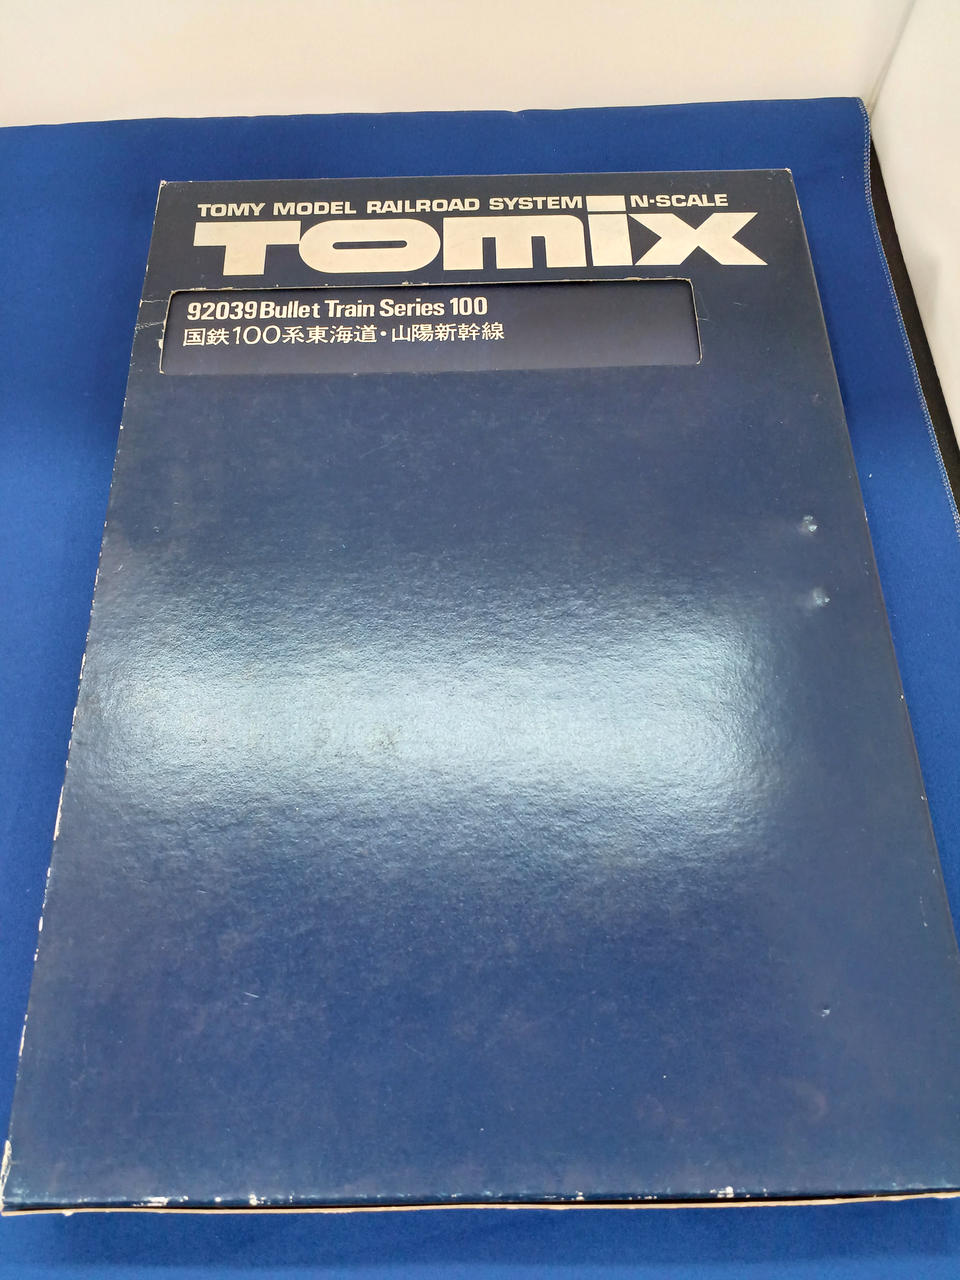 TOMY MODEL RAILROAD SYSTEM N·SCALE
TOMIX
92039 Bullet Train Series 100
国鉄100系東海道・山陽新幹線